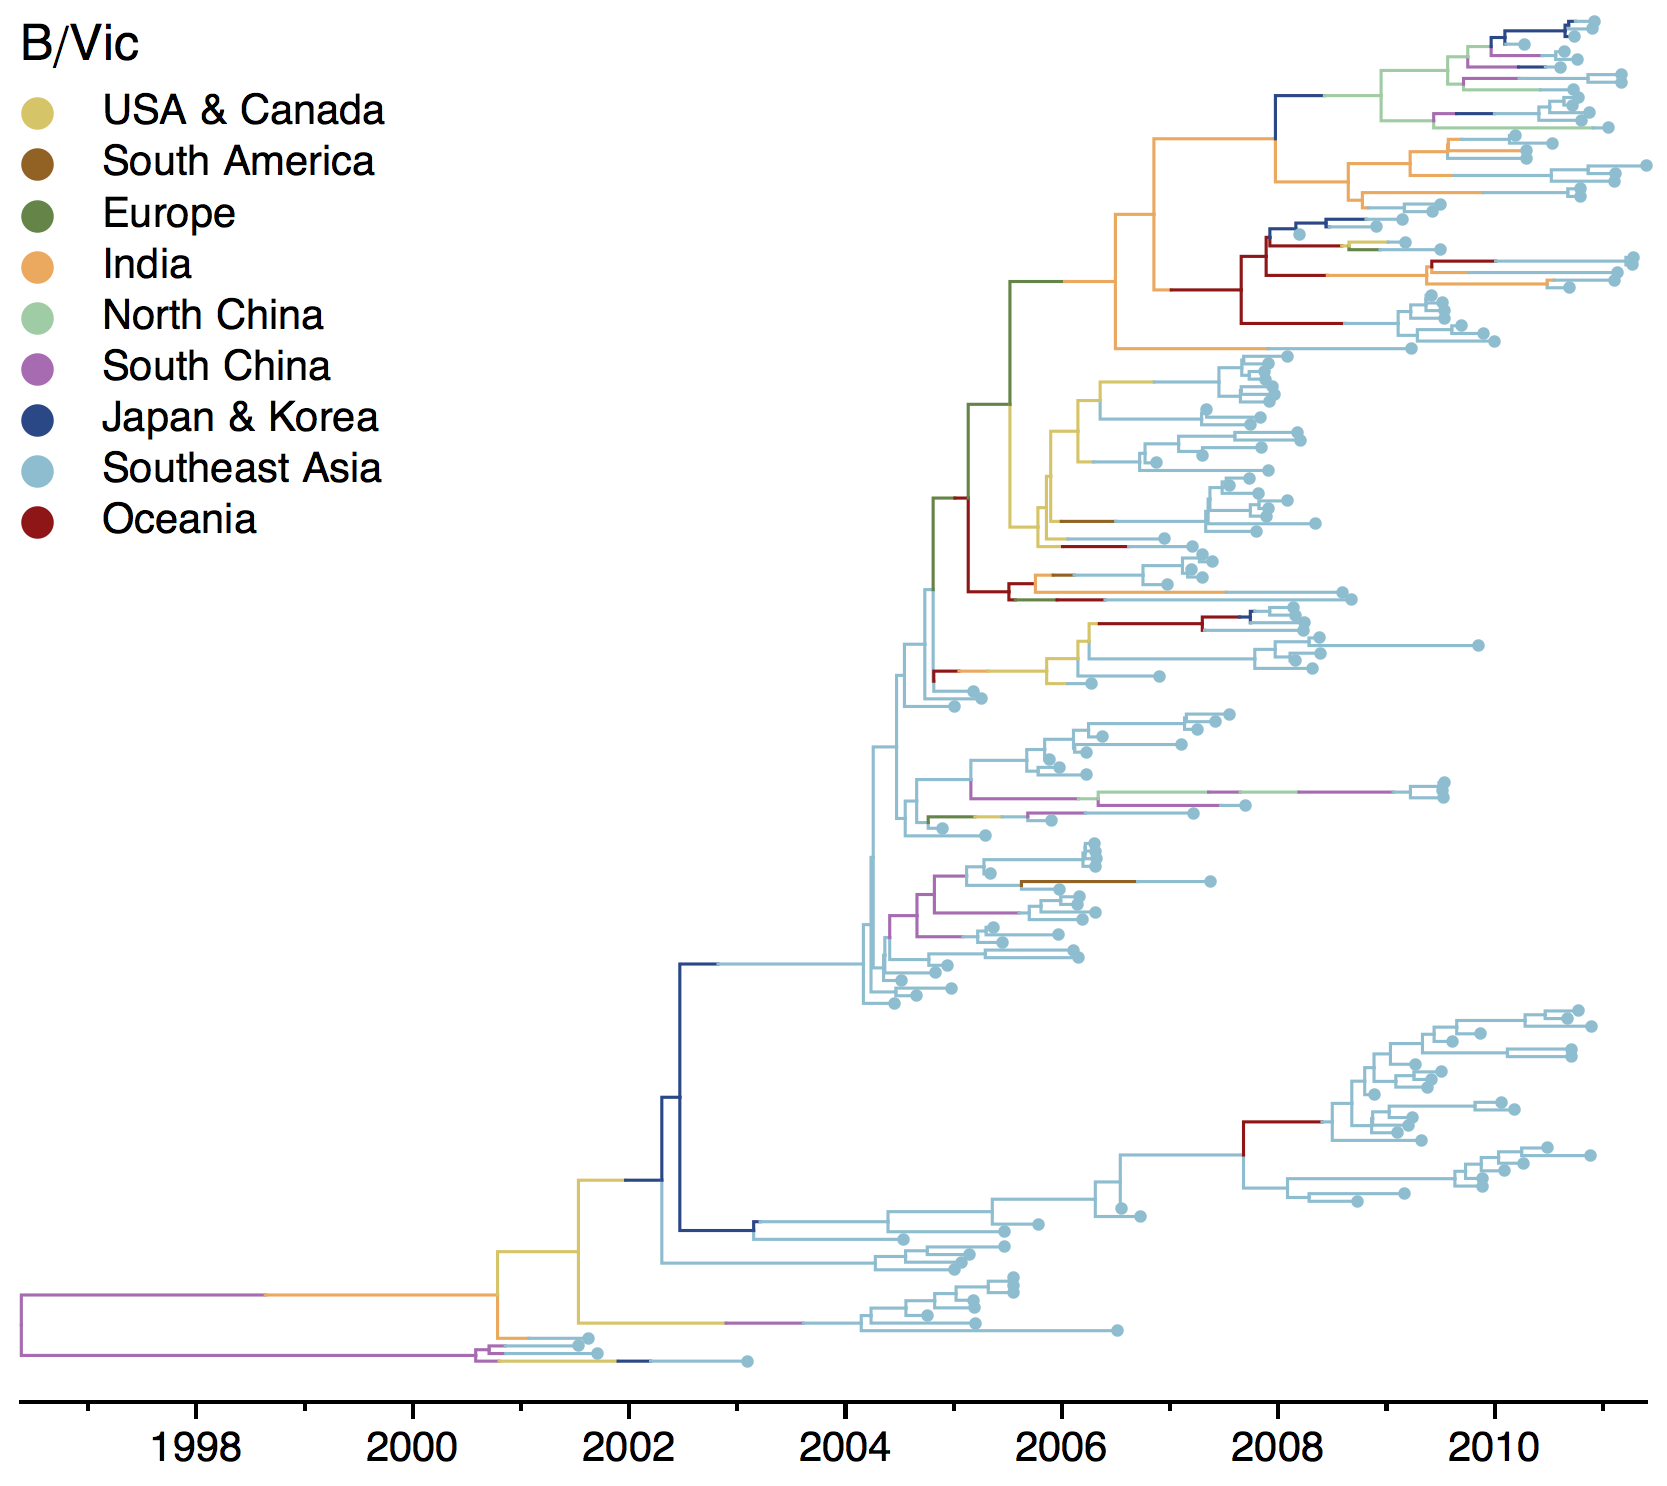 B/Vic
USA & Canada
South America
Europe
India
North China
South China
Japan & Korea
Southeast Asia
Oceania
1998 2000 2002 2004 2006 2008 2010